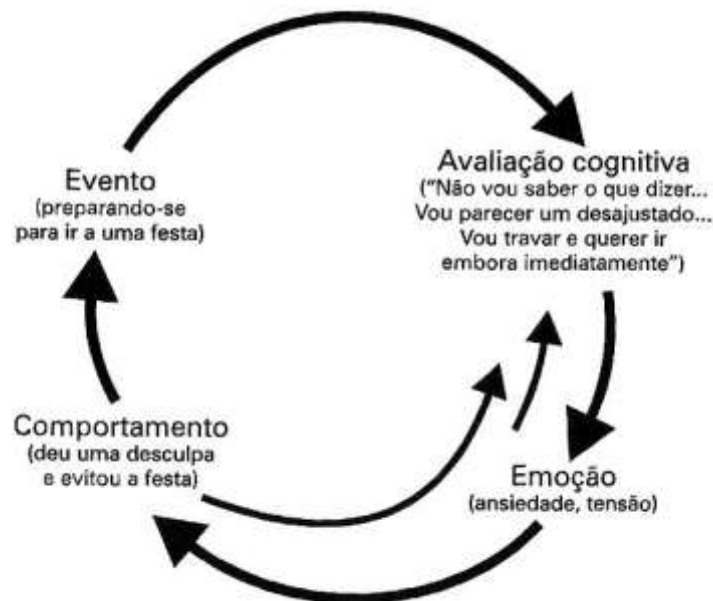 Evento
(preparando-se
para ir a uma festa)
Avaliação cognitiva
("Não vou saber o que dizer...
Vou parecer um desajustado...
Vou travar e querer ir
embora imediatamente")
Emoção
(ansiedade, tensão)
Comportamento
(deu uma desculpa
e evitou a festa)